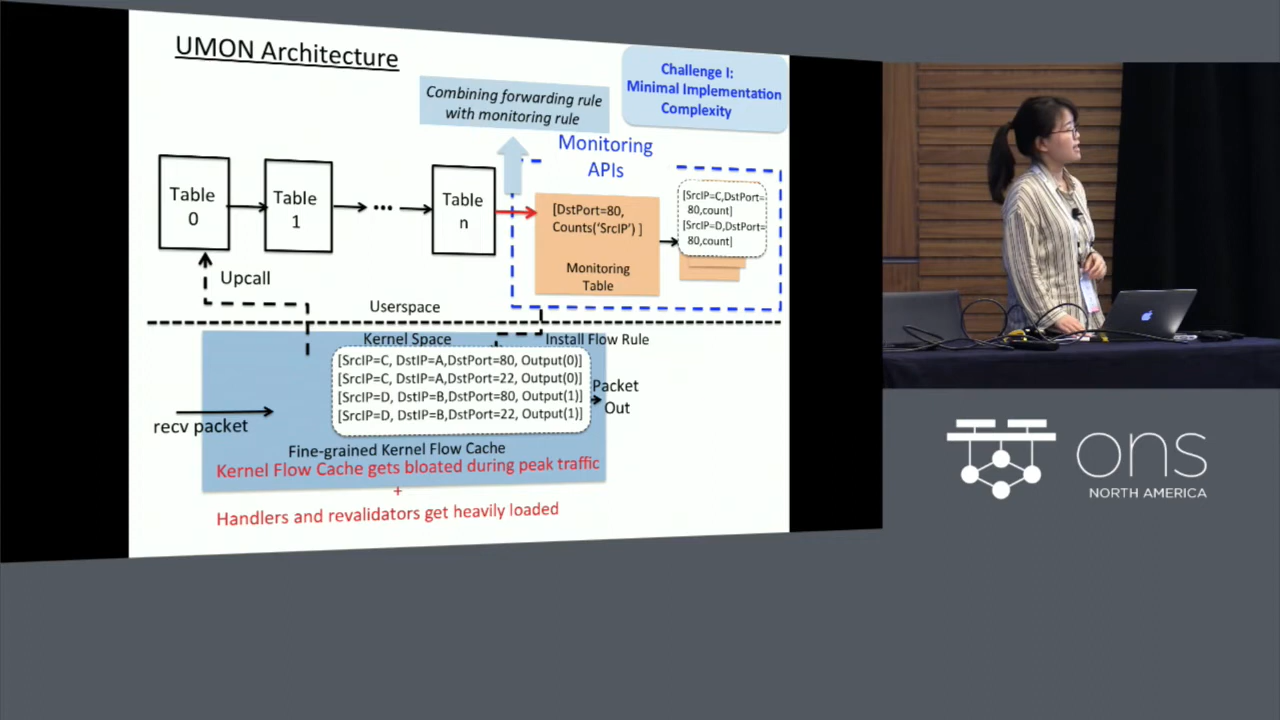 UMON Architecture
Challenge I:
Minimal Implementation
Complexity
Combining forwarding rule
with monitoring rule
Monitoring
APIs
Table
0
Table
1
...
Table
n
[DstPort=80,
Counts('SrcIP') ]
Monitoring
Table
[SrcIP=C,DstPort=
80,count]
[SrcIP=D,DstPort=
80,count]
Upcall
Userspace
Kernel Space
Install Flow Rule
[SrcIP=C, DstIP=A,DstPort=80, Output(0)]
[SrcIP=C, DstIP=A,DstPort=22, Output(0)]
[SrcIP=D, DstIP=B,DstPort=80, Output(1)]
[SrcIP=D, DstIP=B,DstPort=22, Output(1)]
Packet
Out
recv packet
Fine-grained Kernel Flow Cache
Kernel Flow Cache gets bloated during peak traffic
+
Handlers and revalidators get heavily loaded
ons
NORTH AMERICA